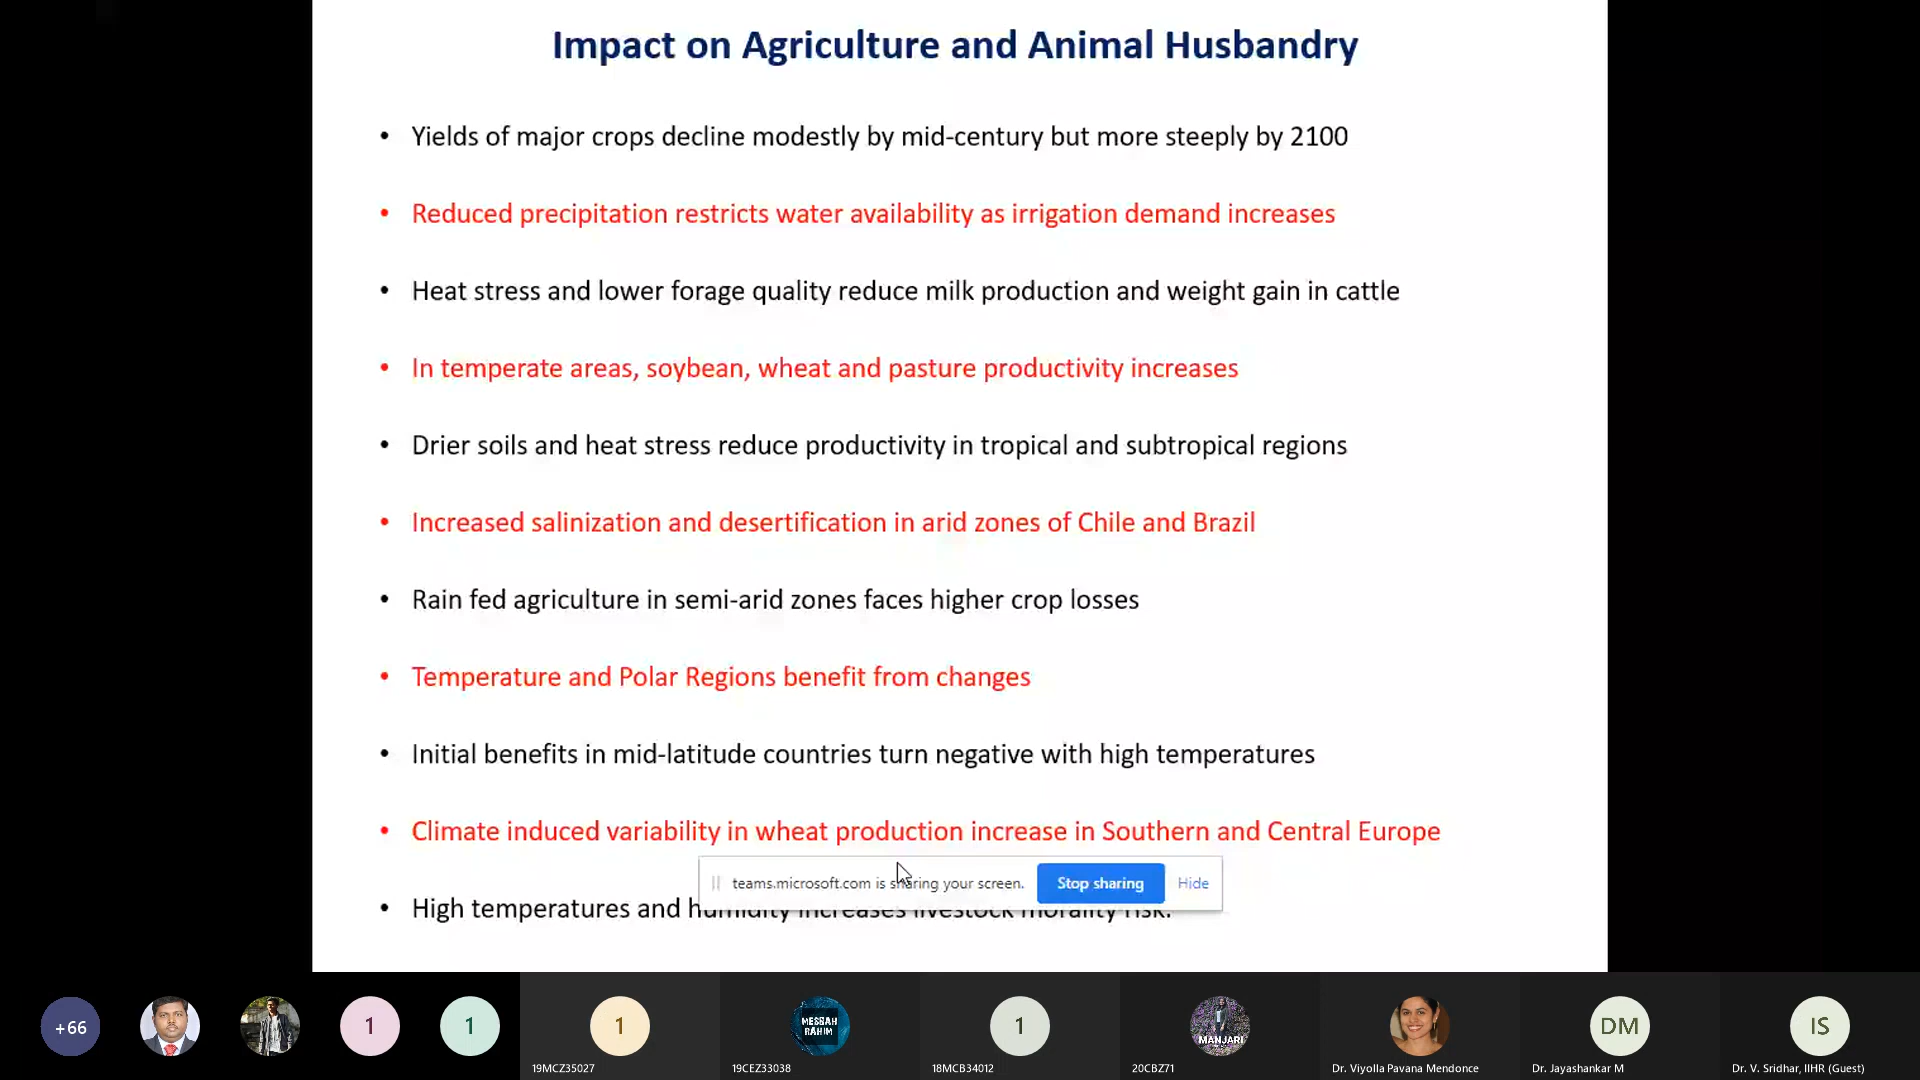 Impact on Agriculture and Animal Husbandry
• Yields of major crops decline modestly by mid-century but more steeply by 2100
• Reduced precipitation restricts water availability as irrigation demand increases
• Heat stress and lower forage quality reduce milk production and weight gain in cattle
• In temperate areas, soybean, wheat and pasture productivity increases
• Drier soils and heat stress reduce productivity in tropical and subtropical regions
• Increased salinization and desertification in arid zones of Chile and Brazil
• Rain fed agriculture in semi-arid zones faces higher crop losses
• Temperature and Polar Regions benefit from changes
• Initial benefits in mid-latitude countries turn negative with high temperatures
• Climate induced variability in wheat production increase in Southern and Central Europe
teams.microsoft.com is sharing your screen. Stop sharing Hide
• High temperatures and humidity increases livestock morality risk.
+66 1 1 1 MESBAH RAHIM 1 MANJARI DM IS
19MCZ35027 19CEZ33038 18MCB34012 20CBZ71 Dr. Viyolla Pavana Mendonce Dr. Jayashankar M Dr. V. Sridhar, IIHR (Guest)